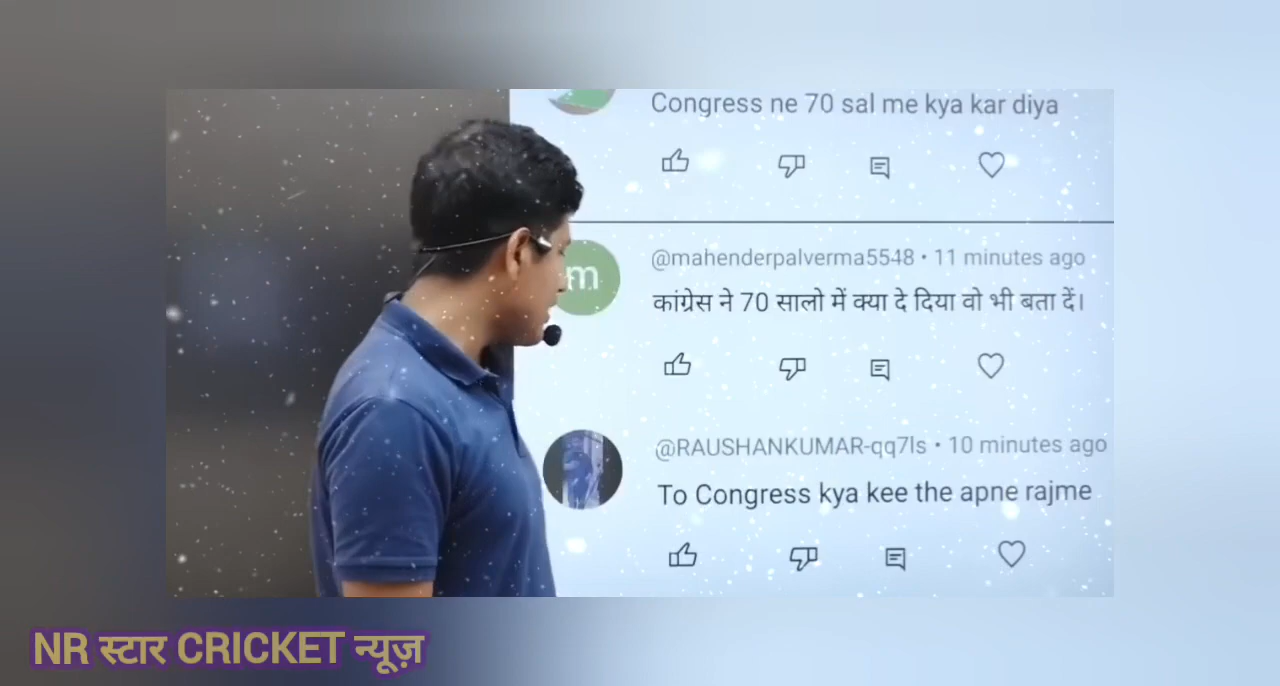 Congress ne 70 sal me kya kar diya
@mahenderpalverma5548 • 11 minutes ago
m
कांग्रेस ने 70 सालो में क्या दे दिया वो भी बता दें।
@RAUSHANKUMAR-qq7ls • 10 minutes ago
To Congress kya kee the apne rajme
NR स्टार CRICKET न्यूज़